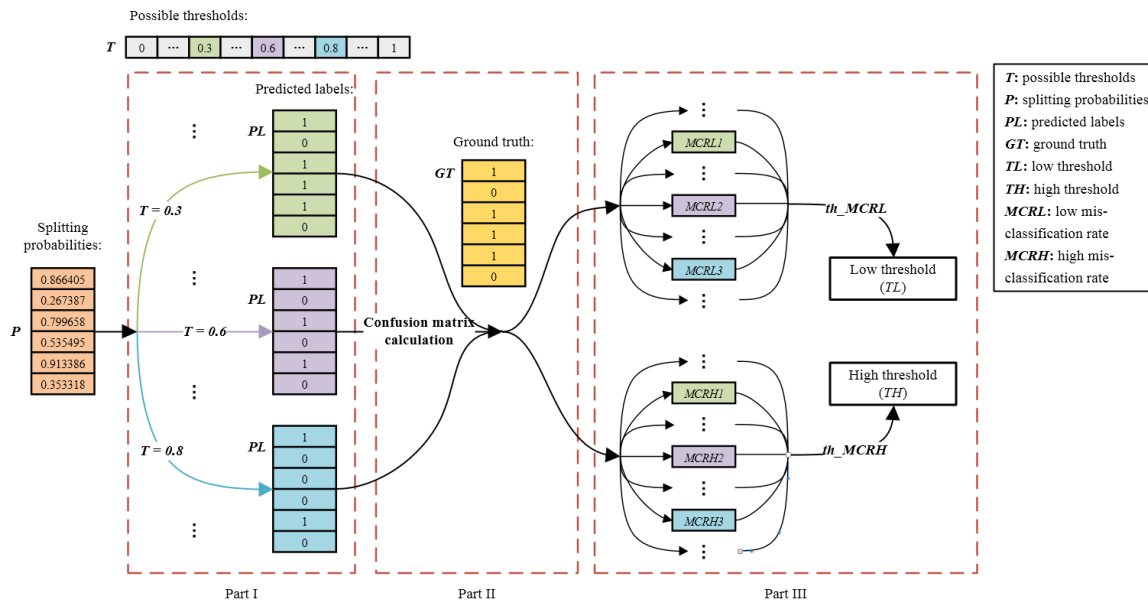 Possible thresholds:
T 0 ... 0.3 ... 0.6 ... 0.8 ... 1
Predicted labels:
PL
1
0
1
1
1
0
T = 0.3
Splitting
probabilities:
P
0.866405
0.267387
0.799658
0.535495
0.913386
0.353318
T = 0.6
PL
1
0
1
0
1
0
T = 0.8
PL
1
0
0
0
1
0
Part I
Ground truth:
GT
1
0
1
1
1
0
Confusion matrix
calculation
Part II
MCRL1
MCRL2
MCRL3
th_MCRL
Low threshold
(TL)
MCRH1
MCRH2
MCRH3
th_MCRH
High threshold
(TH)
Part III
T: possible thresholds
P: splitting probabilities
PL: predicted labels
GT: ground truth
TL: low threshold
TH: high threshold
MCRL: low mis-
classification rate
MCRH: high mis-
classification rate